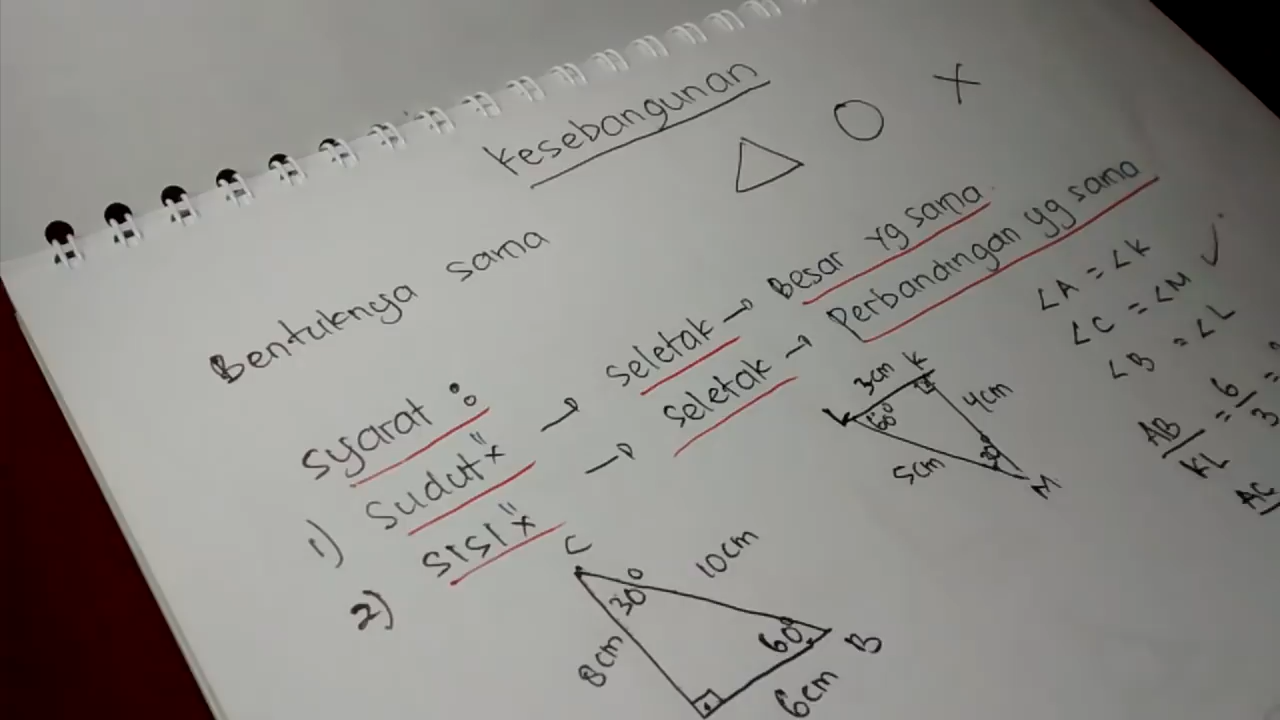 Kesebangunan
Bentuknya sama
Syarat :
1) Sudut"x → Seletak → Besar yg sama
2) Sisi"x → Seletak → Perbandingan yg sama
∠A = ∠K
∠C = ∠M ✓
∠B = ∠L
AB/KL = 6/3 =
AC
3cm
K
4cm
60°
30°
5cm
M
C
30°
10cm
8cm
60°
B
6cm